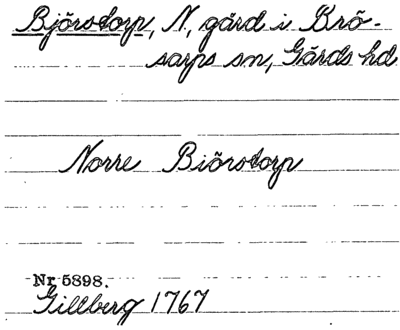 Björstorp, N., gård i Brö-
sarps sn, Gärds hd
Norre Biörstorp
Nr 5898.
Gillberg 1767